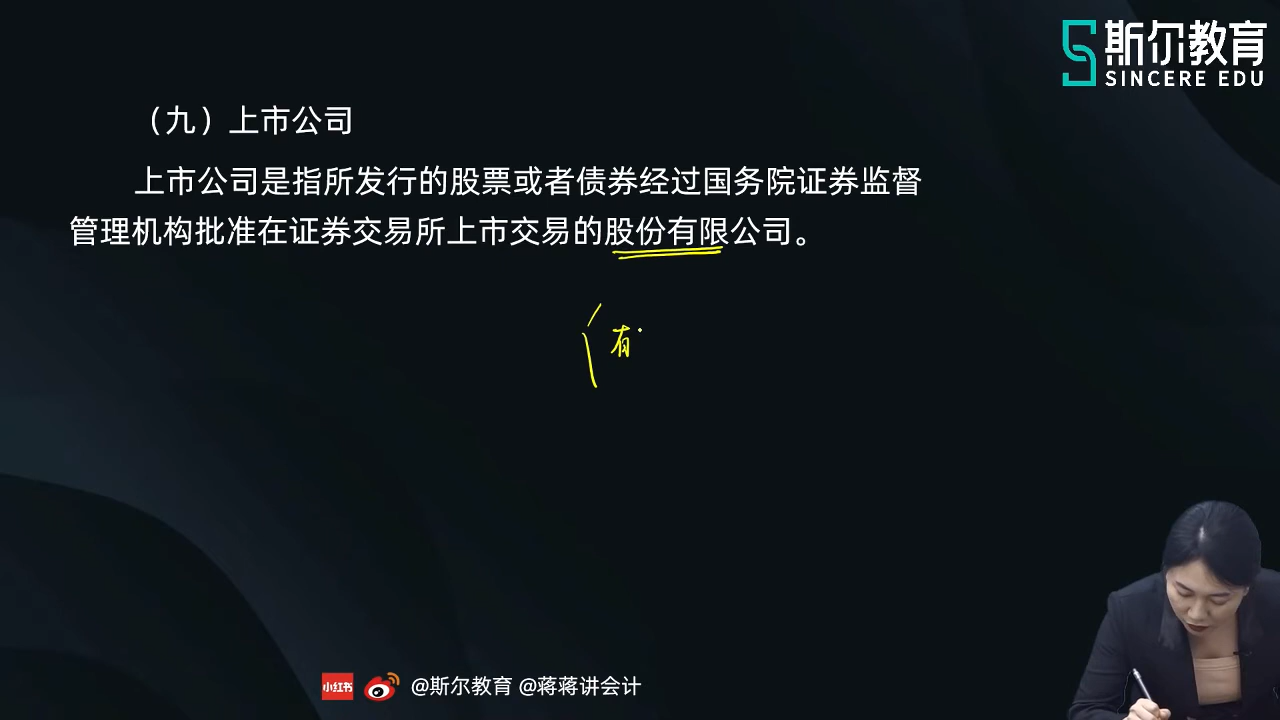 斯尔教育
SINCERE EDU
（九）上市公司
上市公司是指所发行的股票或者债券经过国务院证券监督
管理机构批准在证券交易所上市交易的股份有限公司。
有
小红书 @斯尔教育 @蒋蒋讲会计